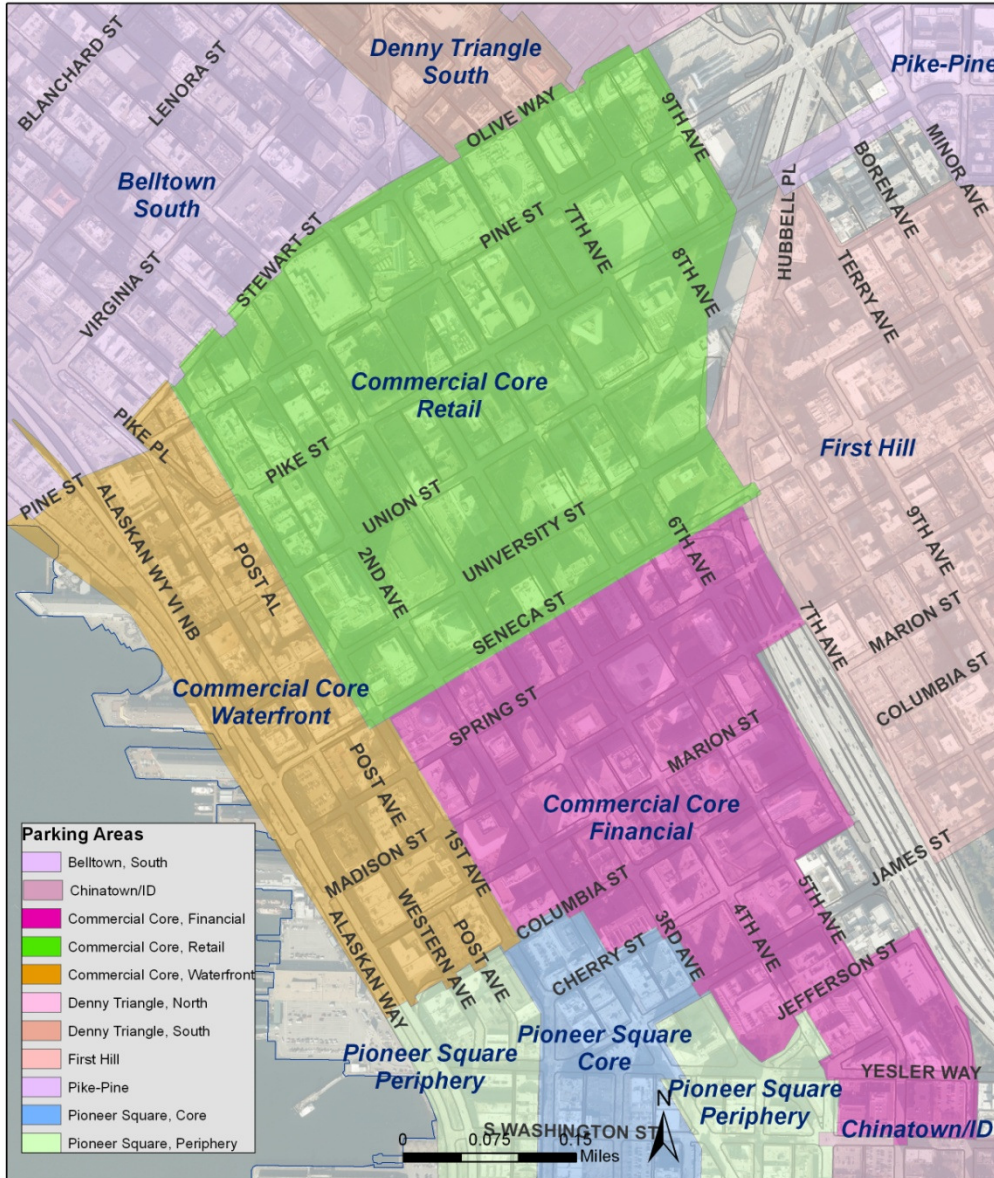 Denny Triangle
South
Pike-Pine
BLANCHARD ST
LENORA ST
OLIVE WAY
9TH AVE
MINOR AVE
BOREN AVE
HUBBELL PL
Belltown
South
PINE ST
7TH AVE
STEWART ST
8TH AVE
TERRY AVE
VIRGINIA ST
Commercial Core
Retail
PIKE PL
PIKE ST
First Hill
PINE ST
ALASKAN WY VI NB
UNION ST
UNIVERSITY ST
6TH AVE
9TH AVE
POST AL
2ND AVE
SENECA ST
7TH AVE
MARION ST
COLUMBIA ST
Commercial Core
Waterfront
SPRING ST
MARION ST
POST AVE
Commercial Core
Financial
1ST AVE
MADISON ST
JAMES ST
COLUMBIA ST
WESTERN AVE
POST AVE
3RD AVE
4TH AVE
5TH AVE
ALASKAN WAY
CHERRY ST
JEFFERSON ST
Pioneer Square
Core
Pioneer Square
Periphery
Pioneer Square
Periphery
YESLER WAY
Chinatown/ID
S WASHINGTON ST
N
0 0.075 0.15
Miles
Parking Areas
Belltown, South
Chinatown/ID
Commercial Core, Financial
Commercial Core, Retail
Commercial Core, Waterfront
Denny Triangle, North
Denny Triangle, South
First Hill
Pike-Pine
Pioneer Square, Core
Pioneer Square, Periphery